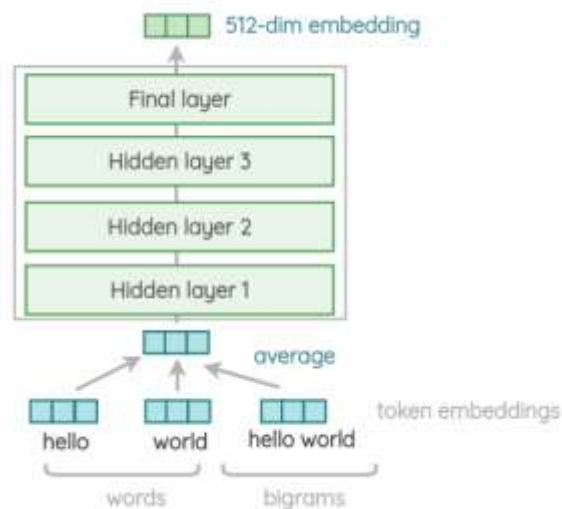 512-dim embedding
Final layer
Hidden layer 3
Hidden layer 2
Hidden layer 1
average
token embeddings
hello world hello world
words bigrams